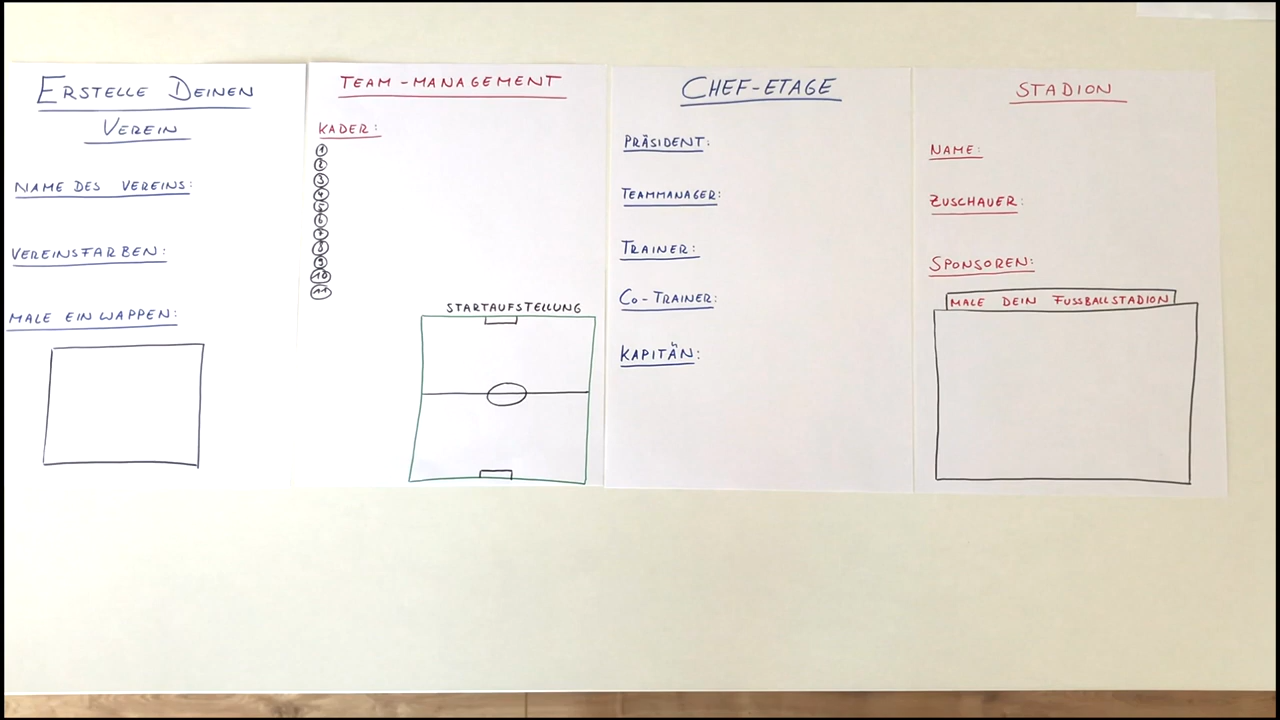 ERSTELLE DEINEN
VEREIN
NAME DES VEREINS:
VEREINSFARBEN:
MALE EIN WAPPEN:
TEAM-MANAGEMENT
KADER:
1
2
3
4
5
6
7
8
9
10
11
STARTAUFSTELLUNG
CHEF-ETAGE
PRÄSIDENT:
TEAMMANAGER:
TRAINER:
CO-TRAINER:
KAPITÄN:
STADION
NAME:
ZUSCHAUER:
SPONSOREN:
MALE DEIN FUSSBALLSTADION